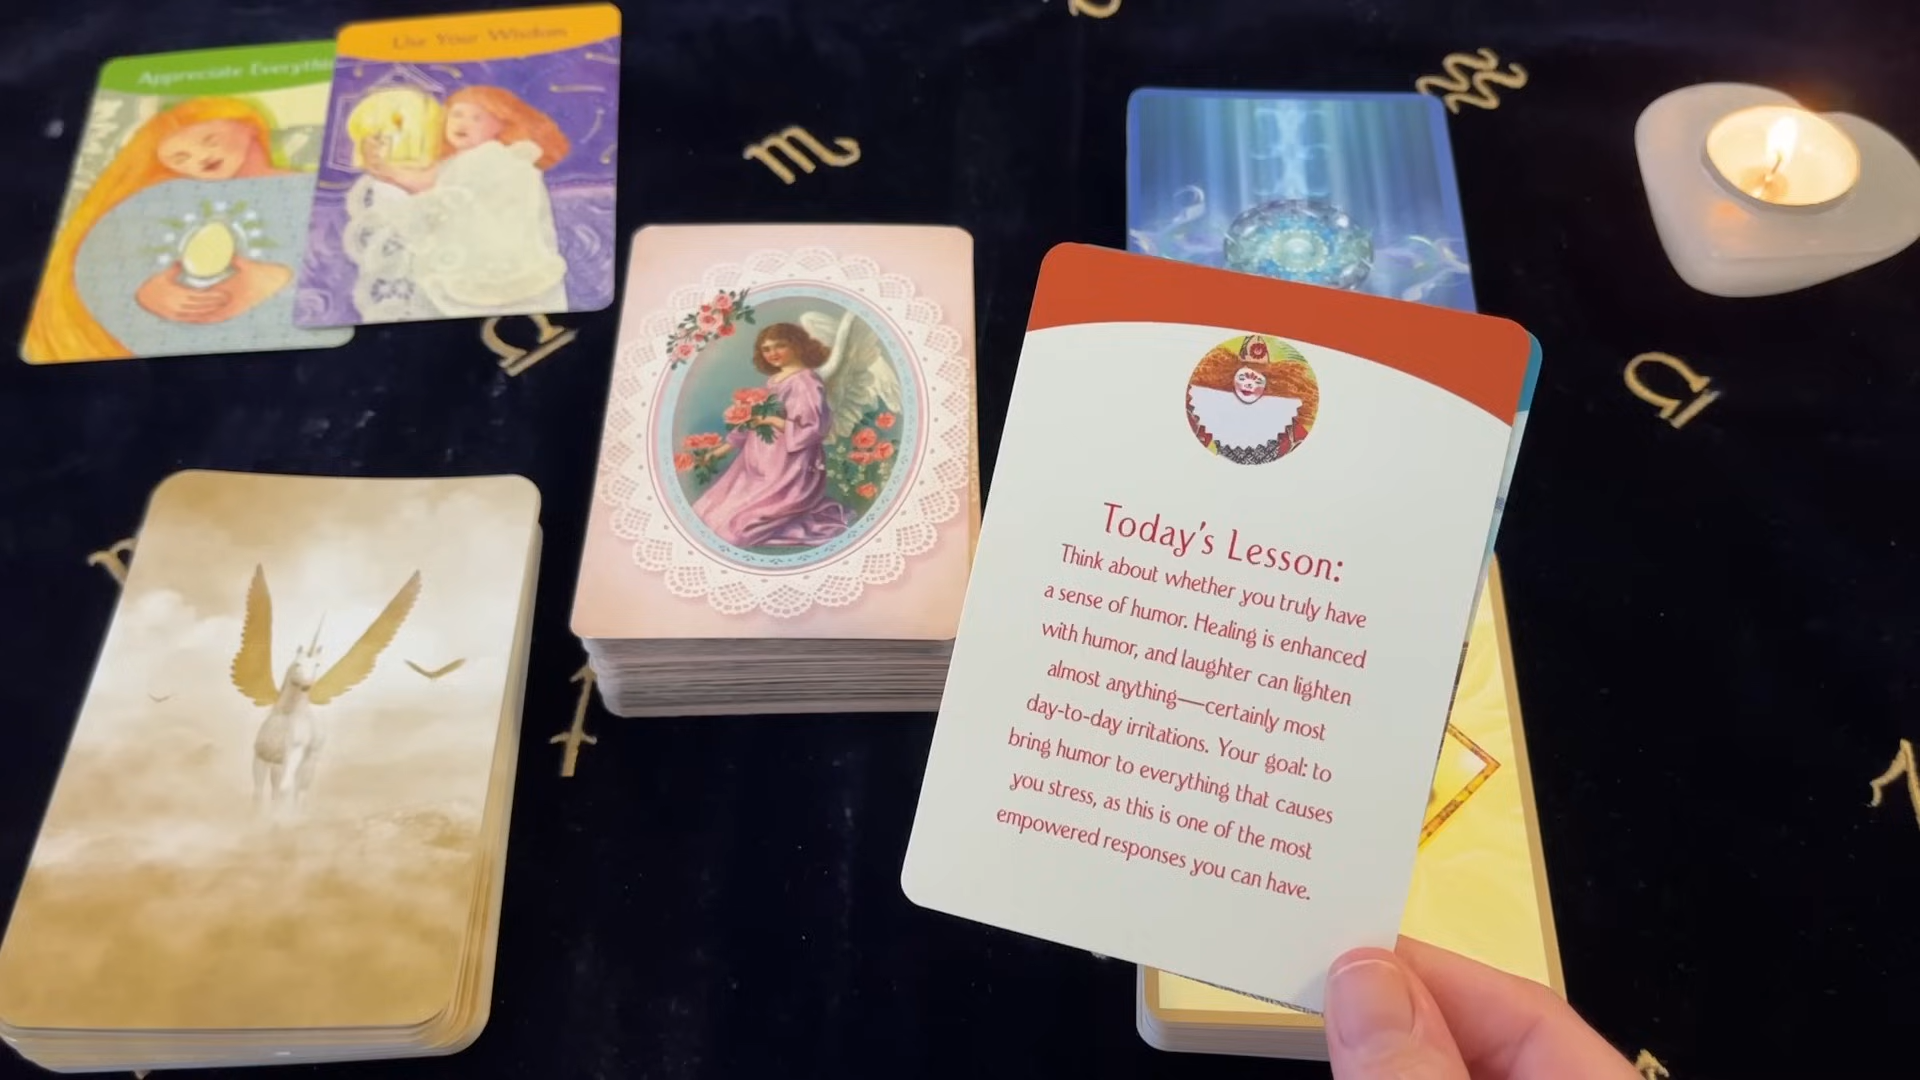 Appreciate Everythin
Use Your Wisdom
Today's Lesson:
Think about whether you truly have
a sense of humor. Healing is enhanced
with humor, and laughter can lighten
almost anything—certainly most
day-to-day irritations. Your goal: to
bring humor to everything that causes
you stress, as this is one of the most
empowered responses you can have.